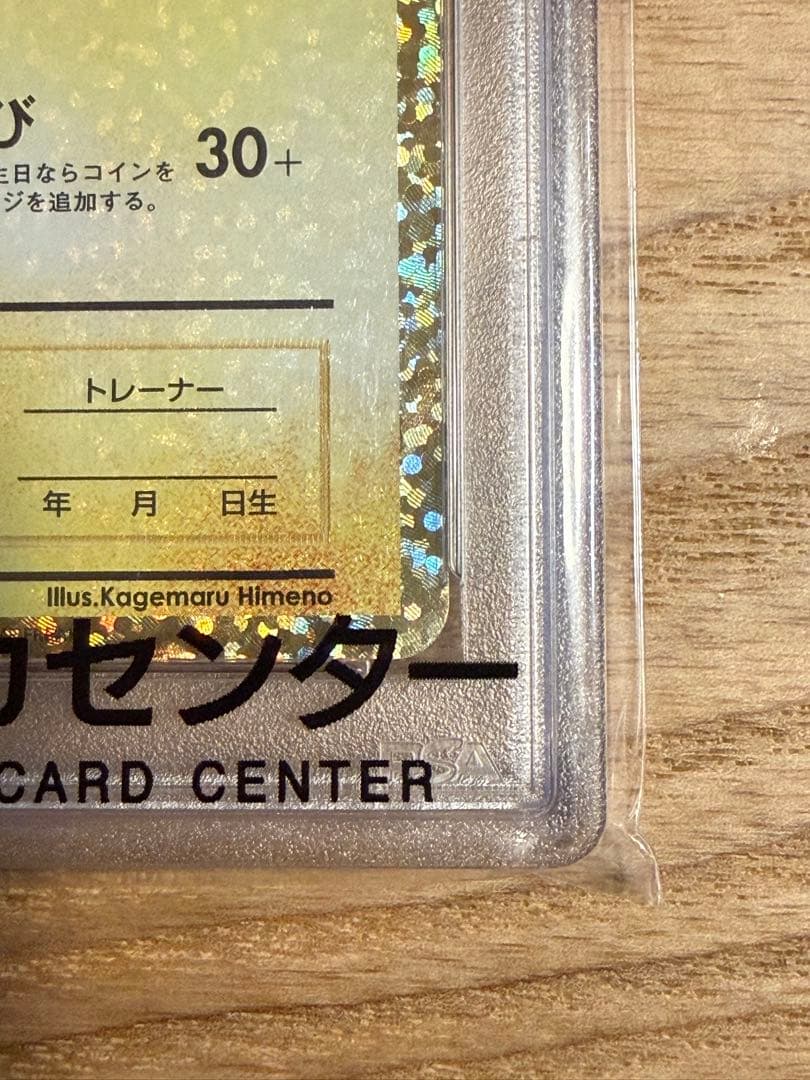 び
生日ならコインを 30+
ジを追加する。
トレーナー
年 月 日生
Illus.Kagemaru Himeno
カセンター
CARD CENTER
PSA